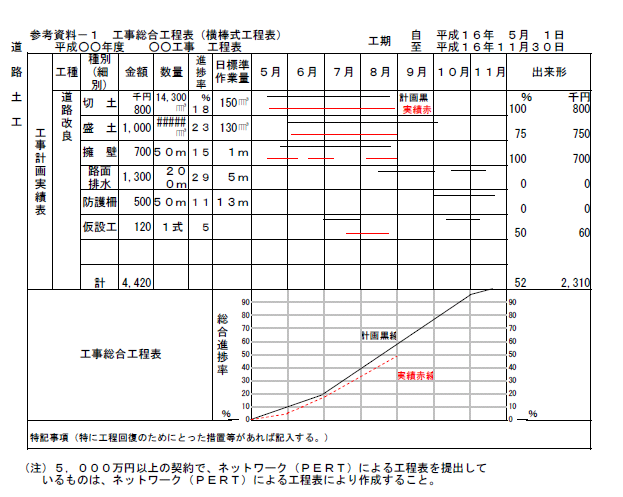 参考資料－１　工事総合工程表（横棒式工程表）
平成〇〇年度　　〇〇工事　工程表
工期　自　平成１６年　５月　１日
至　平成１６年１１月３０日
道路土工
工種　種別（細別）　金額　数量　進捗率　日標準作業量　５月　６月　７月　８月　９月　１０月　１１月　出来形
工事計画実績表
道路改良
千円　％　％　千円
切　土　800　14,300㎥　１８　150㎥　計画黒　実績赤　100　800
盛　土　1,000　#####㎥　２３　130㎥　75　750
擁　壁　700　５０ｍ　１５　１ｍ　100　700
路面排水　1,300　２００ｍ　２９　５ｍ　0　0
防護柵　500　５０ｍ　１１　１３ｍ　0　0
仮設工　120　１式　５　50　60
計　4,420　52　2,310
工事総合工程表
総合進捗率
90　90
80　80
70　70
計画黒線
60　60
50　50
40　40
実績赤線
30　30
20　20
10　10
％　0　0　％
特記事項（特に工程回復のためにとった措置等があれば記入する。）
（注）５，０００万円以上の契約で、ネットワーク（ＰＥＲＴ）による工程表を提出して
いるものは、ネットワーク（ＰＥＲＴ）による工程表により作成すること。